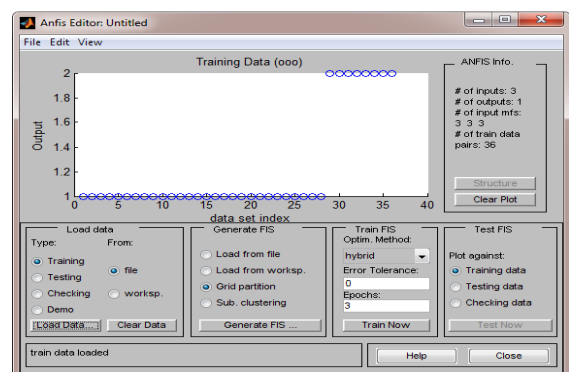 Anfis Editor: Untitled
File Edit View
Training Data (ooo)
2
1.8
1.6
1.4
1.2
1
Output
0 5 10 15 20 25 30 35 40
data set index
ANFIS Info.
# of inputs: 3
# of outputs: 1
# of input mfs:
3 3 3
# of train data
pairs: 36
Structure
Clear Plot
Load data
Type: From:
Training
Testing
Checking
Demo
file
worksp.
Load Data... Clear Data
Generate FIS
Load from file
Load from worksp.
Grid partition
Sub. clustering
Generate FIS ...
Train FIS
Optim. Method:
hybrid
Error Tolerance:
0
Epochs:
3
Train Now
Test FIS
Plot against:
Training data
Testing data
Checking data
Test Now
train data loaded
Help Close